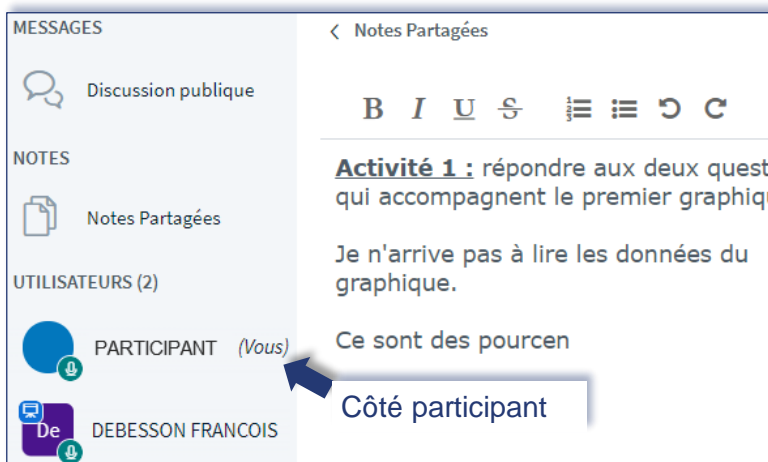 MESSAGES
Discussion publique
NOTES
Notes Partagées
UTILISATEURS (2)
PARTICIPANT (Vous)
De
DEBESSON FRANCOIS
Notes Partagées
B I U S
Activité 1 : répondre aux deux quest
qui accompagnent le premier graphiqu
Je n'arrive pas à lire les données du
graphique.
Ce sont des pourcen
Côté participant